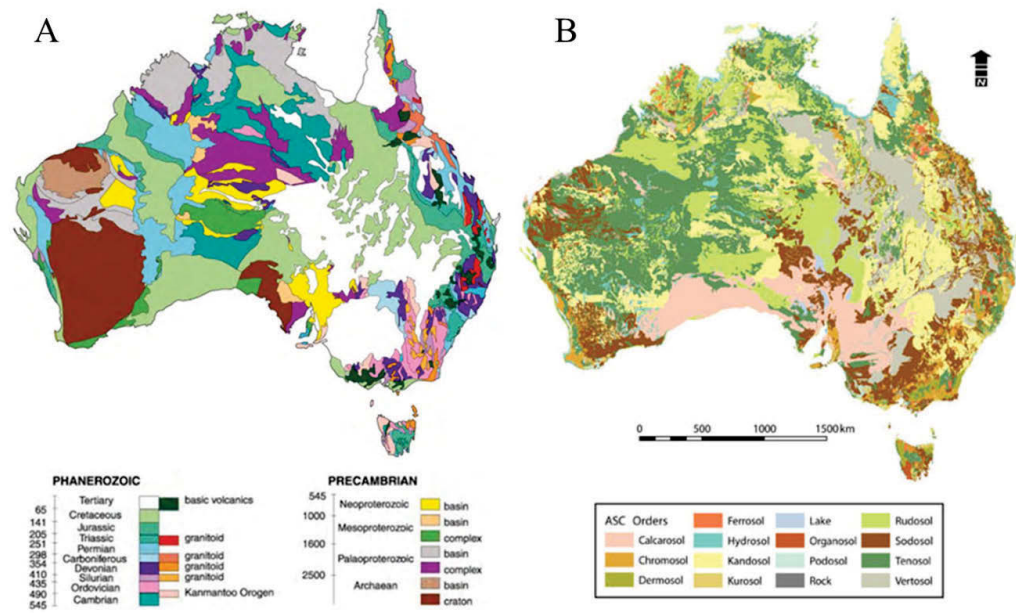 A
B
N
0 500 1000 1500 km
PHANEROZOIC
Tertiary
65
Cretaceous
141
Jurassic
205
Triassic
251
Permian
298
Carboniferous
354
Devonian
410
Silurian
435
Ordovician
490
Cambrian
545
basic volcanics
granitoid
granitoid
granitoid
granitoid
Kanmantoo Orogen
PRECAMBRIAN
545
Neoproterozoic
1000
Mesoproterozoic
1600
Palaoproterozoic
2500
Archaean
basin
basin
complex
basin
complex
basin
craton
ASC Orders
Calcarosol
Chromosol
Dermosol
Ferrosol
Hydrosol
Kandosol
Kurosol
Lake
Organosol
Podosol
Rock
Rudosol
Sodosol
Tenosol
Vertosol